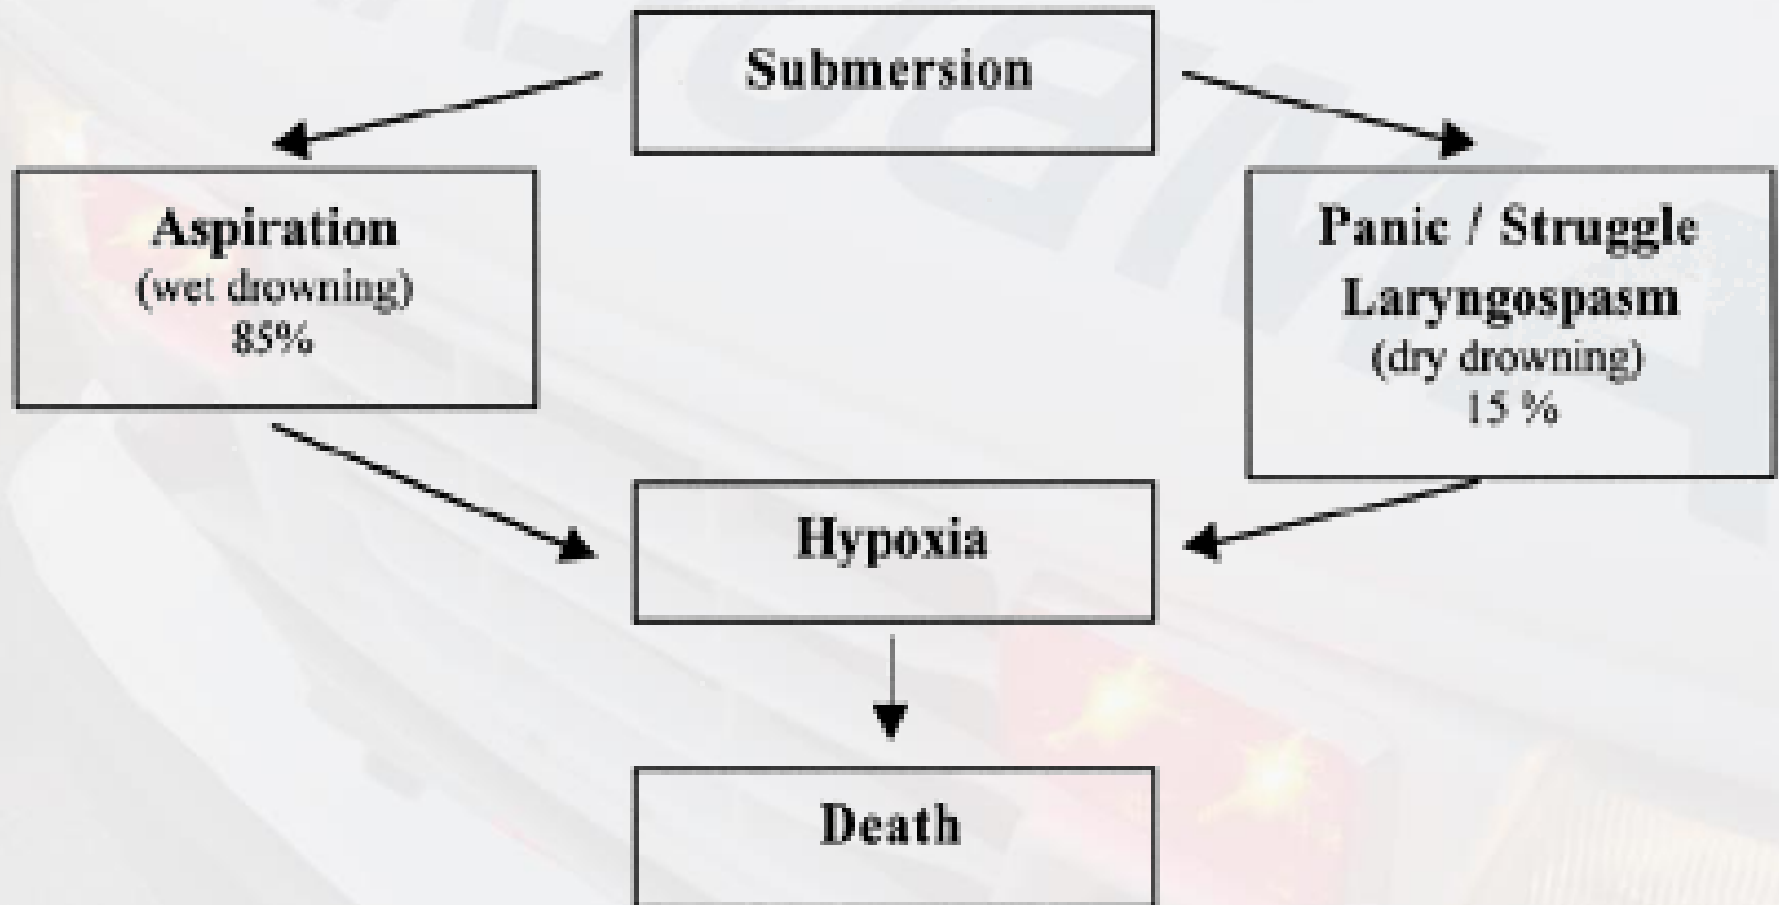 Submersion
Aspiration
(wet drowning)
85%
Panic / Struggle
Laryngospasm
(dry drowning)
15 %
Hypoxia
Death